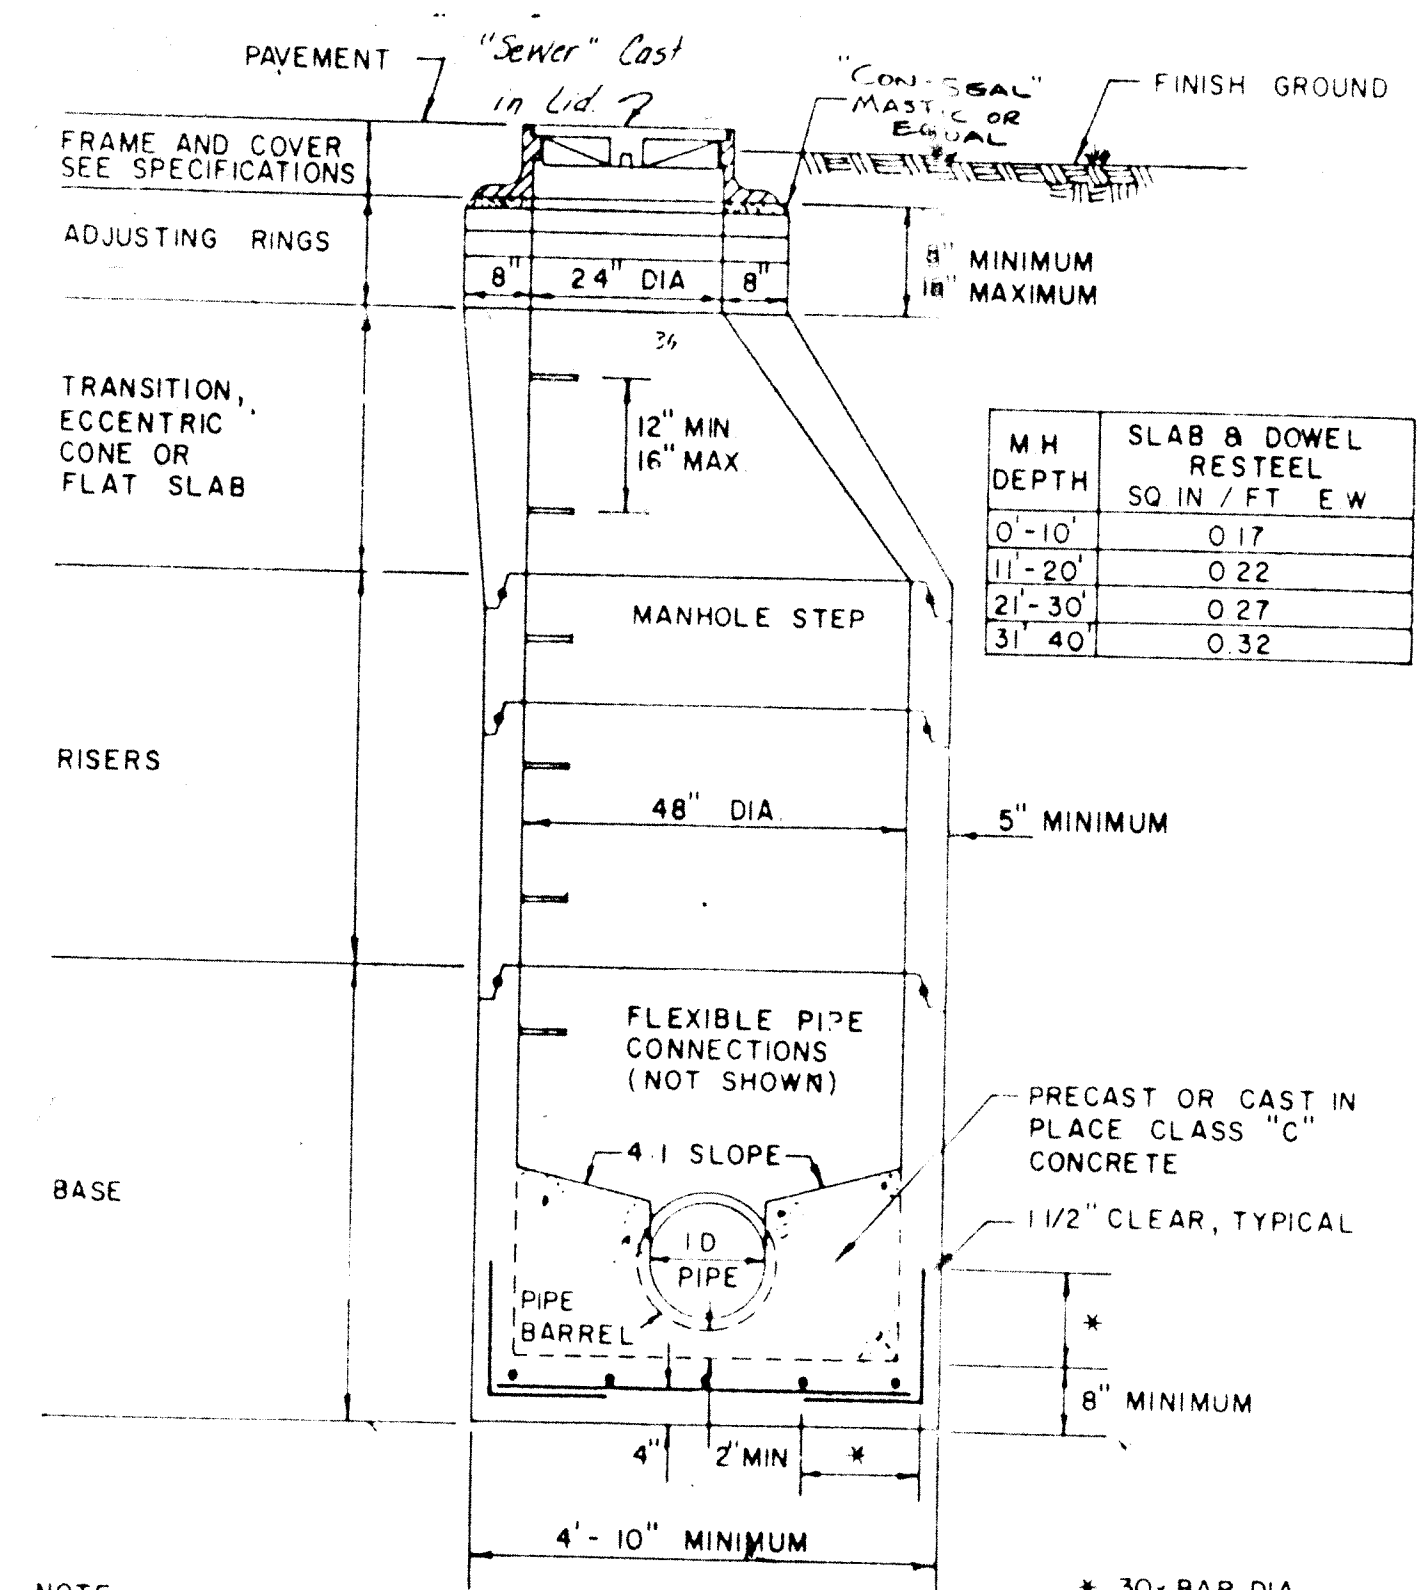 PAVEMENT
"Sewer" Cast
in Lid.
"CON-SEAL"
MASTIC OR
EQUAL
FINISH GROUND
FRAME AND COVER
SEE SPECIFICATIONS
ADJUSTING RINGS
8" 24" DIA 8"
8" MINIMUM
MAXIMUM
TRANSITION,
ECCENTRIC
CONE OR
FLAT SLAB
12" MIN
16" MAX.
MH DEPTH
SLAB & DOWEL
RESTEEL
SQ IN / FT E W
0'-10' 0 17
11'-20' 0 22
21'-30' 0.27
31' 40' 0.32
MANHOLE STEP
RISERS
48" DIA.
5" MINIMUM
FLEXIBLE PIPE
CONNECTIONS
(NOT SHOWN)
PRECAST OR CAST IN
PLACE CLASS "C"
CONCRETE
4:1 SLOPE
BASE
1 1/2" CLEAR, TYPICAL
ID
PIPE
PIPE
BARREL
*
8" MINIMUM
4" 2" MIN *
4'-10" MINIMUM
NOTE
* 30x BAR DIA